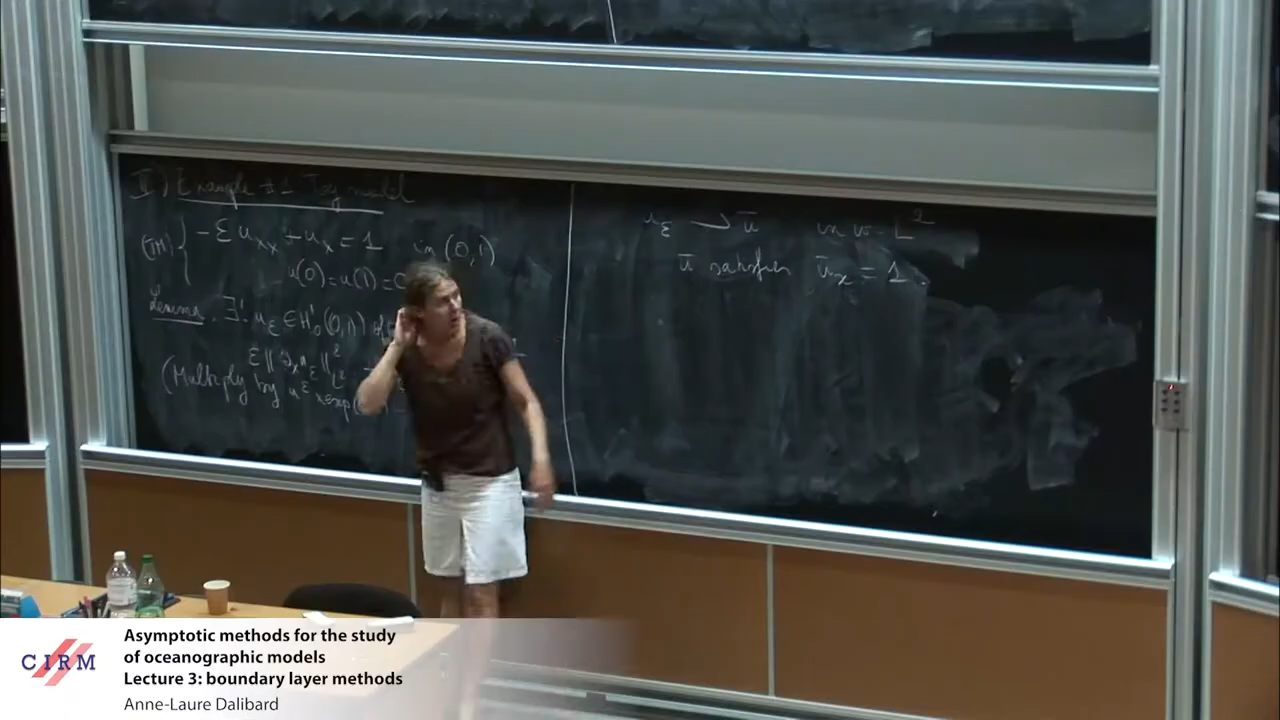 II) Example #1 Toy model
(TM) { -ε u_xx - u_x = 1 in (0,1)
u(0)=u(1)=0
Lemma. ∃! u_ε ∈ H¹₀(0,1)
ε||∂_x u_ε||²_L²
(Multiply by u^ε × exp(
u_ε ⇀ ū in w-L²
ū satisfies ū_x = 1.
CIRM
Asymptotic methods for the study
of oceanographic models
Lecture 3: boundary layer methods
Anne-Laure Dalibard